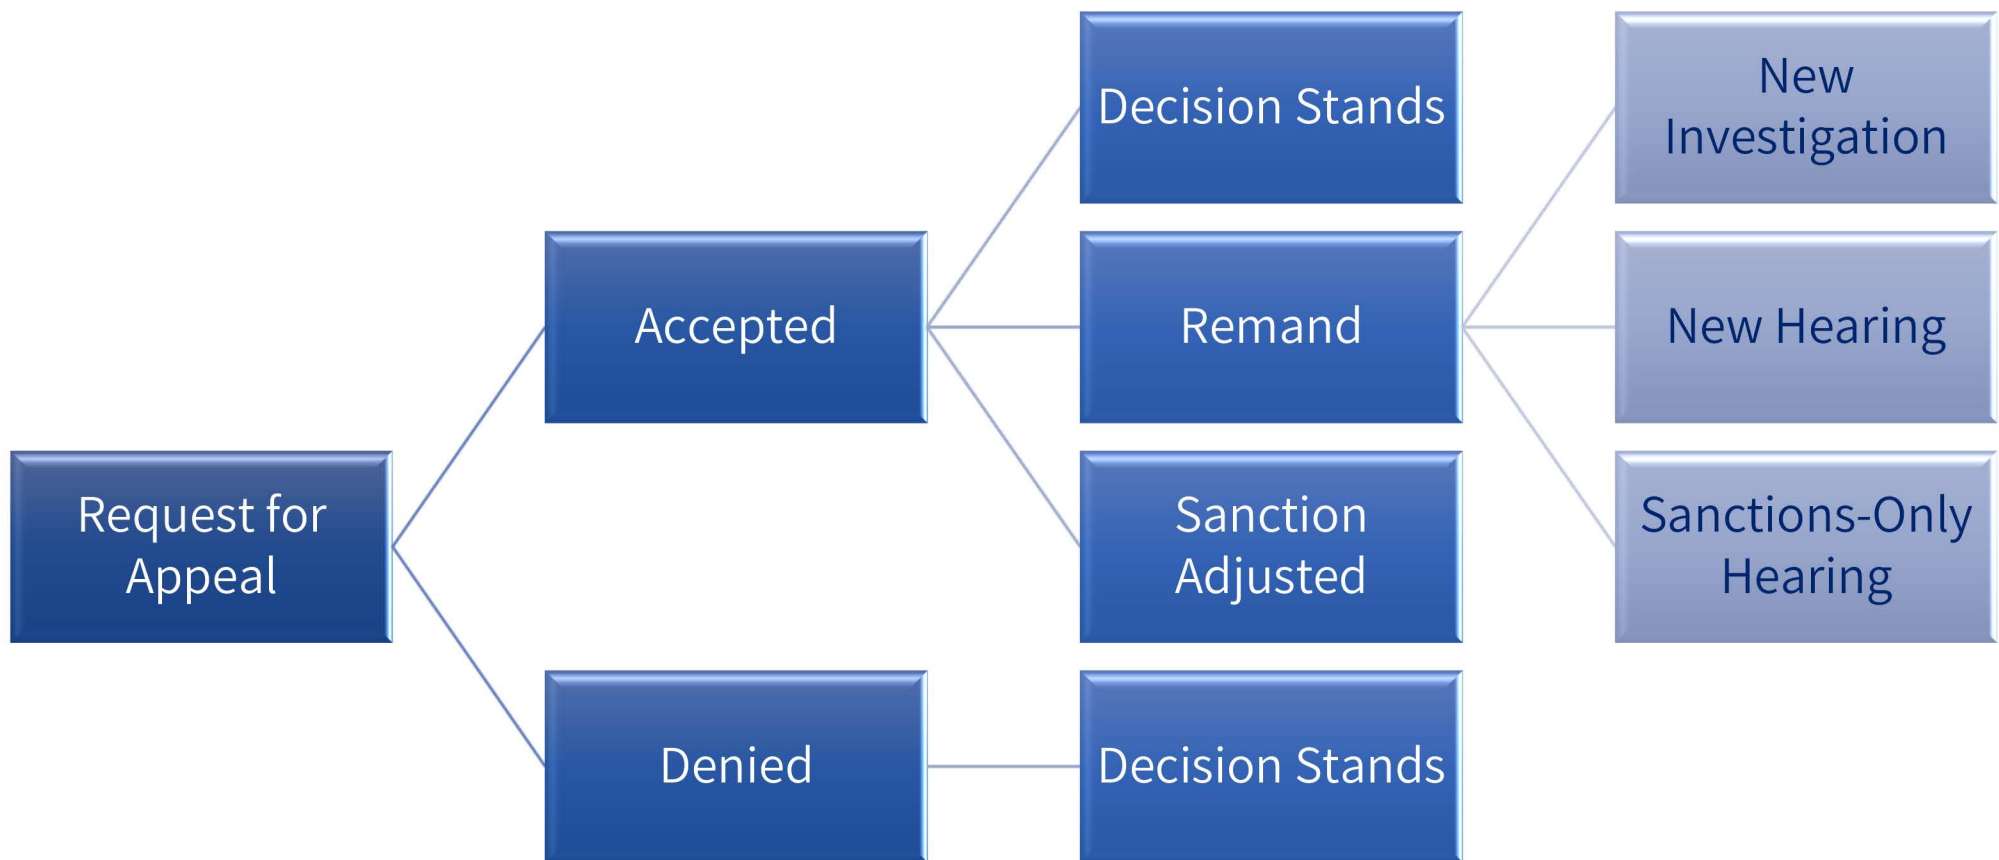 Request for
Appeal
Accepted
Decision Stands
Remand
New
Investigation
New Hearing
Sanctions-Only
Hearing
Sanction
Adjusted
Denied
Decision Stands